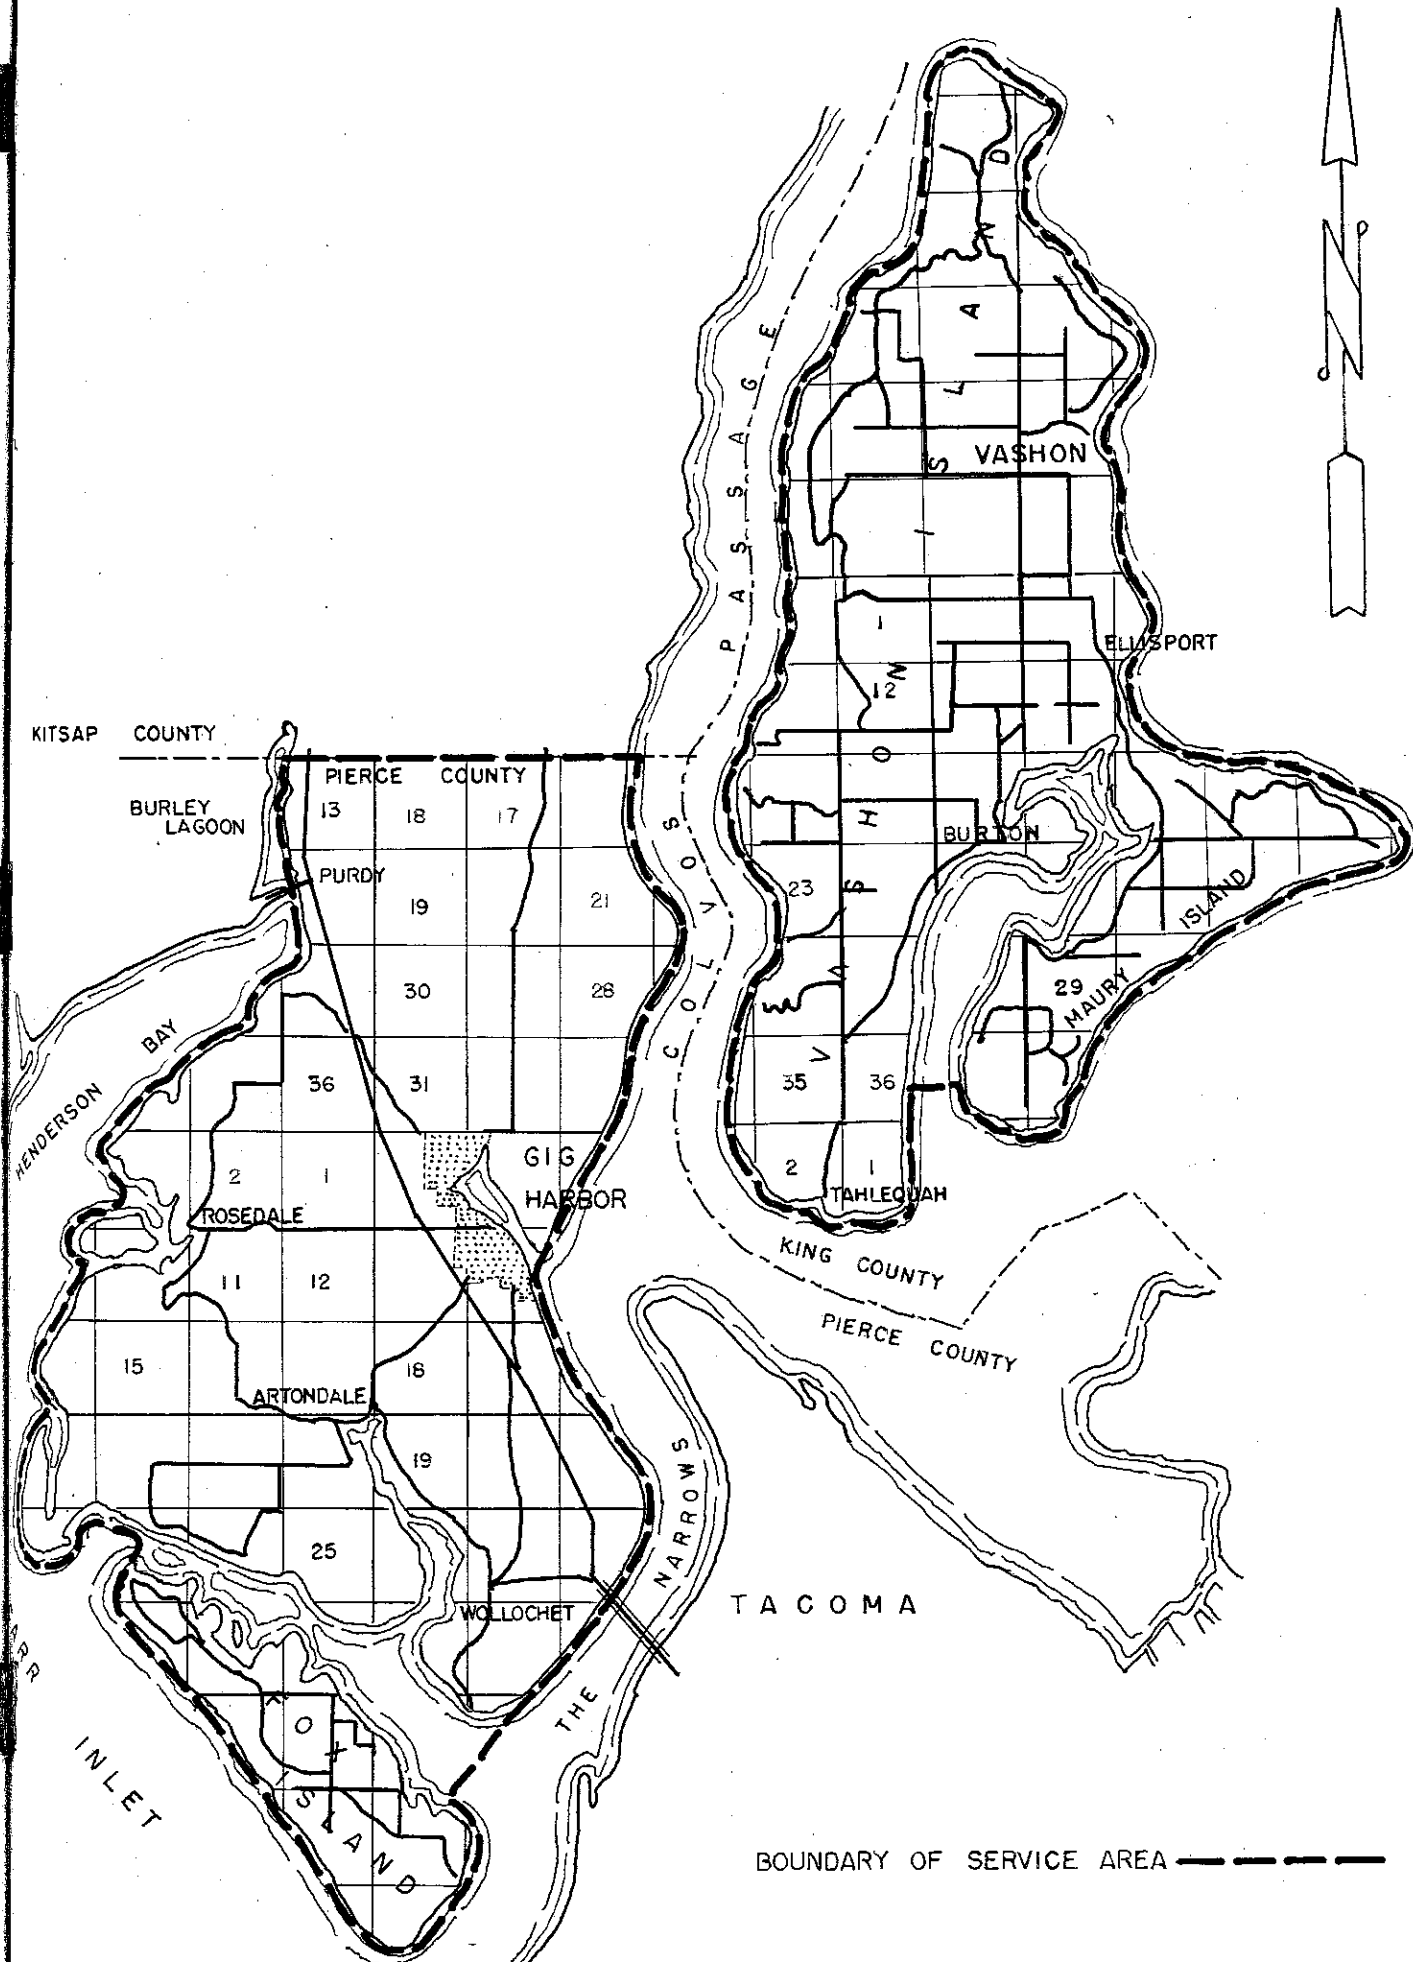 N
VASHON ISLAND
COLVOS PASSAGE
VASHON
1
ELLISPORT
12
KITSAP COUNTY
PIERCE COUNTY
BURLEY
LAGOON
13
18
17
BURTON
PURDY
19
21
23
MAURY ISLAND
30
28
29
HENDERSON BAY
36
31
35
36
GIG
HARBOR
2
1
2
1
ROSEDALE
TAHLEQUAH
11
12
KING COUNTY
PIERCE COUNTY
15
18
ARTONDALE
19
THE NARROWS
25
WOLLOCHET
TACOMA
ARR
INLET
FOX
ISLAND
BOUNDARY OF SERVICE AREA